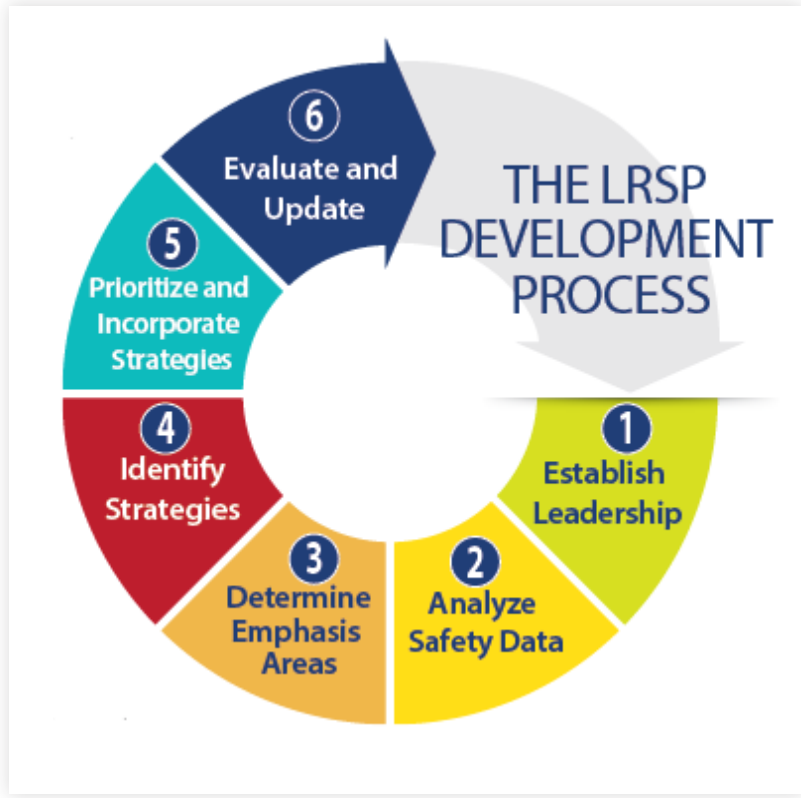 THE LRSP
DEVELOPMENT
PROCESS
1
Establish
Leadership
2
Analyze
Safety Data
3
Determine
Emphasis
Areas
4
Identify
Strategies
5
Prioritize and
Incorporate
Strategies
6
Evaluate and
Update